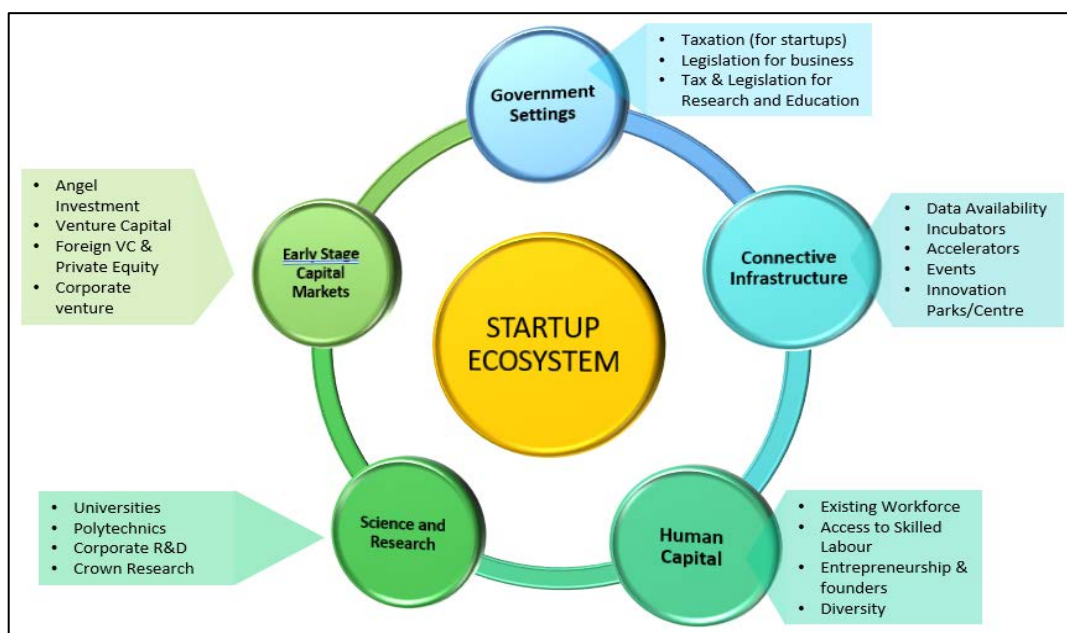 Government
Settings
• Taxation (for startups)
• Legislation for business
• Tax & Legislation for
Research and Education
Connective
Infrastructure
• Data Availability
• Incubators
• Accelerators
• Events
• Innovation
Parks/Centre
Human
Capital
• Existing Workforce
• Access to Skilled
Labour
• Entrepreneurship &
founders
• Diversity
Science and
Research
• Universities
• Polytechnics
• Corporate R&D
• Crown Research
Early Stage
Capital
Markets
• Angel
Investment
• Venture Capital
• Foreign VC &
Private Equity
• Corporate
venture
STARTUP
ECOSYSTEM